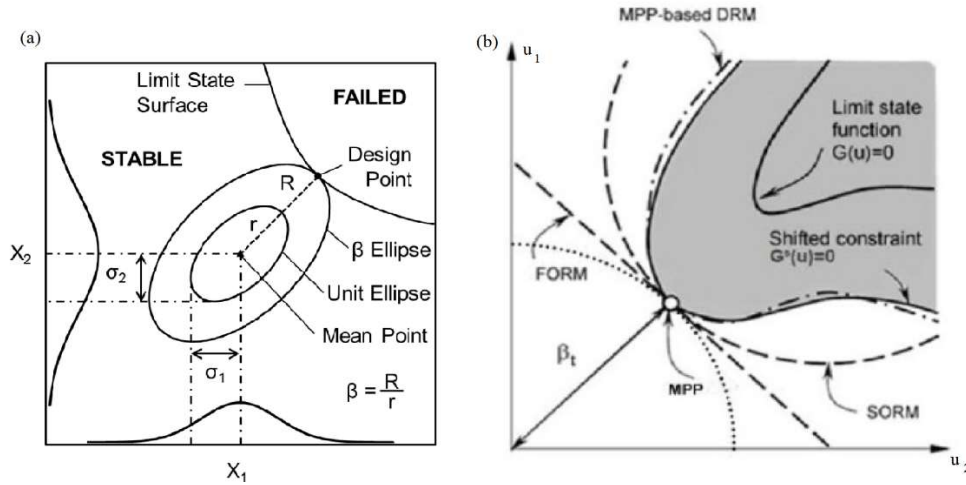 (a)
Limit State
Surface
FAILED
STABLE
Design
Point
R
r
X2
σ2
β Ellipse
Unit Ellipse
Mean Point
σ1
β = R/r
X1
MPP-based DRM
(b)
u1
Limit state
function
G(u)=0
Shifted constraint
Gs(u)=0
FORM
βt
MPP
SORM
u2